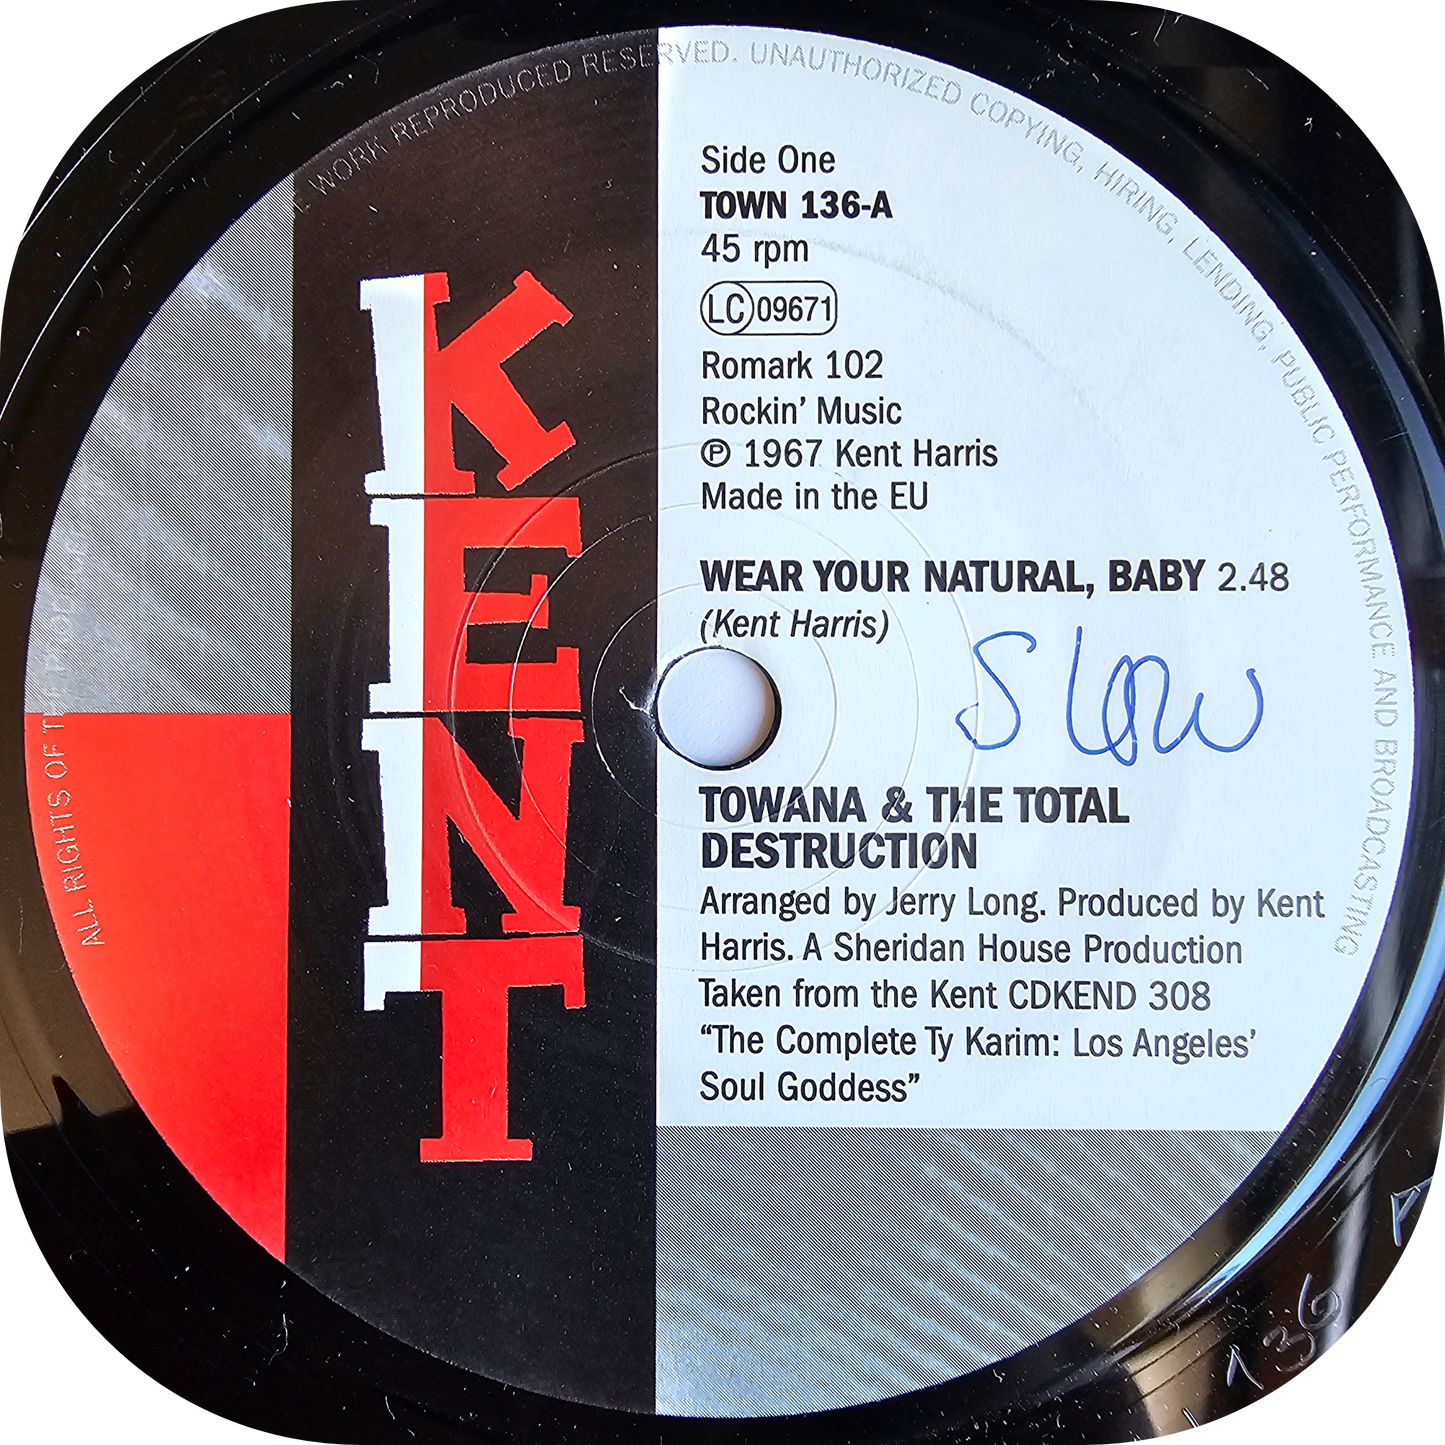 ALL RIGHTS OF THE PRODUCER
WORK REPRODUCED RESERVED. UNAUTHORIZED COPYING, HIRING, LENDING, PUBLIC PERFORMANCE AND BROADCASTING
KENT
Side One
TOWN 136-A
45 rpm
LC 09671
Romark 102
Rockin' Music
℗ 1967 Kent Harris
Made in the EU
WEAR YOUR NATURAL, BABY 2.48
(Kent Harris)
Slow
TOWANA & THE TOTAL
DESTRUCTION
Arranged by Jerry Long. Produced by Kent
Harris. A Sheridan House Production
Taken from the Kent CDKEND 308
“The Complete Ty Karim: Los Angeles’
Soul Goddess”
136